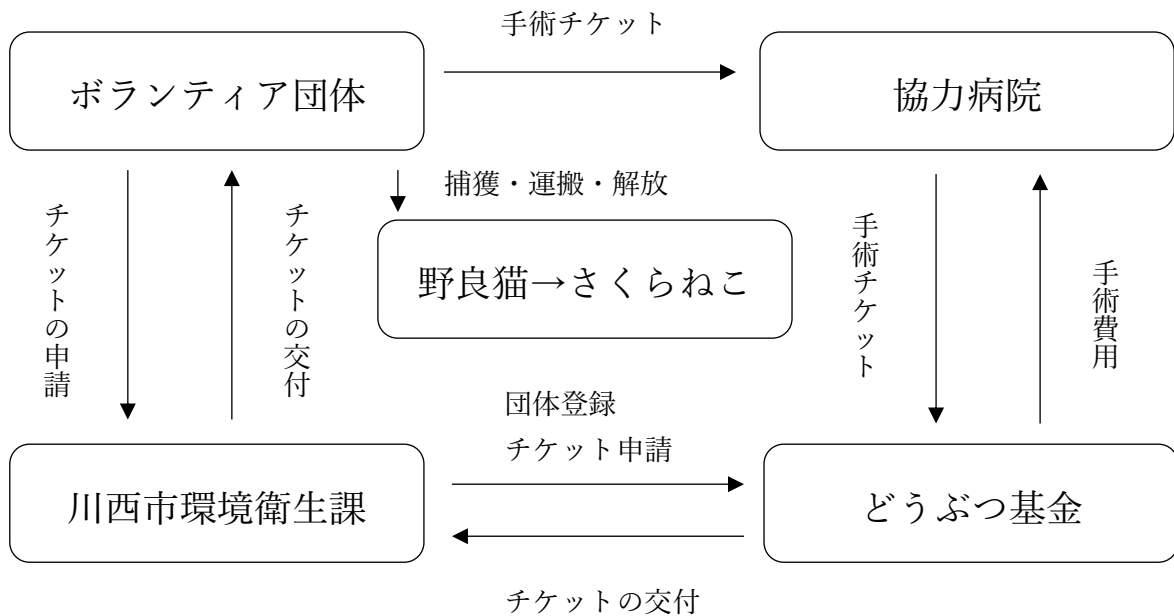 手術チケット
ボランティア団体
協力病院
捕獲・運搬・解放
チケットの申請
チケットの交付
野良猫→さくらねこ
手術チケット
手術費用
団体登録
チケット申請
川西市環境衛生課
どうぶつ基金
チケットの交付